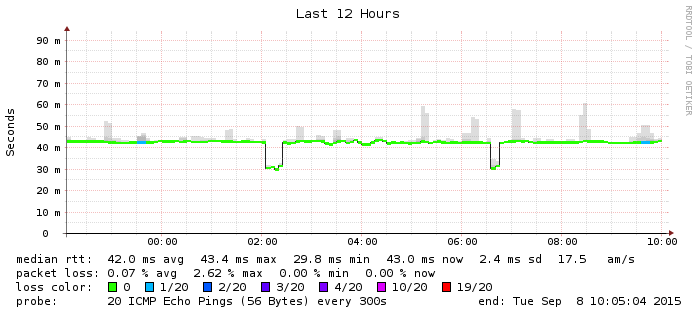 Last 12 Hours
RRDTOOL / TOBI OETIKER
Seconds
90 m
80 m
70 m
60 m
50 m
40 m
30 m
20 m
10 m
0
00:00 02:00 04:00 06:00 08:00 10:00
median rtt: 42.0 ms avg 43.4 ms max 29.8 ms min 43.0 ms now 2.4 ms sd 17.5 am/s
packet loss: 0.07 % avg 2.62 % max 0.00 % min 0.00 % now
loss color: 0 1/20 2/20 3/20 4/20 10/20 19/20
probe: 20 ICMP Echo Pings (56 Bytes) every 300s end: Tue Sep 8 10:05:04 2015